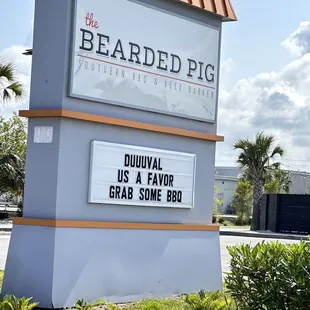 the
BEARDED PIG
SOUTHERN BBQ & BEER GARDEN
DUUUVAL
US A FAVOR
GRAB SOME BBQ